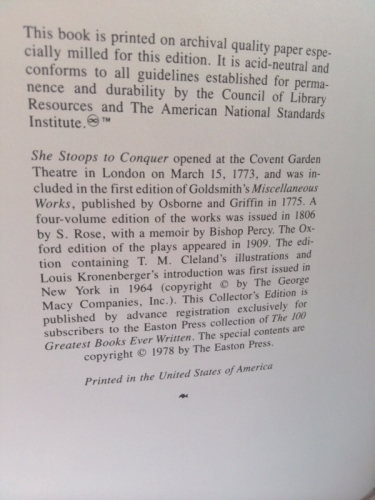 This book is printed on archival quality paper espe-
cially milled for this edition. It is acid-neutral and
conforms to all guidelines established for perma-
nence and durability by the Council of Library
Resources and The American National Standards
Institute.♾™
She Stoops to Conquer opened at the Covent Garden
Theatre in London on March 15, 1773, and was in-
cluded in the first edition of Goldsmith's Miscellaneous
Works, published by Osborne and Griffin in 1775. A
four-volume edition of the works was issued in 1806
by S. Rose, with a memoir by Bishop Percy. The Ox-
ford edition of the plays appeared in 1909. The edi-
tion containing T. M. Cleland's illustrations and
Louis Kronenberger's introduction was first issued in
New York in 1964 (copyright © by The George
Macy Companies, Inc.). This Collector's Edition is
published by advance registration exclusively for
subscribers to the Easton Press collection of The 100
Greatest Books Ever Written. The special contents are
copyright © 1978 by The Easton Press.
Printed in the United States of America